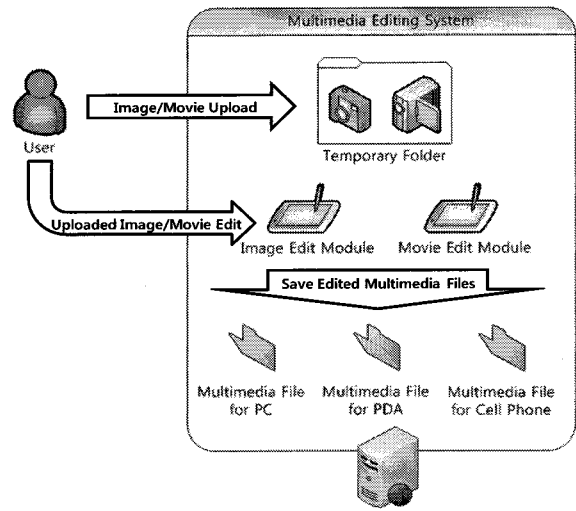 Multimedia Editing System
Image/Movie Upload
User
Temporary Folder
Uploaded Image/Movie Edit
Image Edit Module
Movie Edit Module
Save Edited Multimedia Files
Multimedia File
for PC
Multimedia File
for PDA
Multimedia File
for Cell Phone